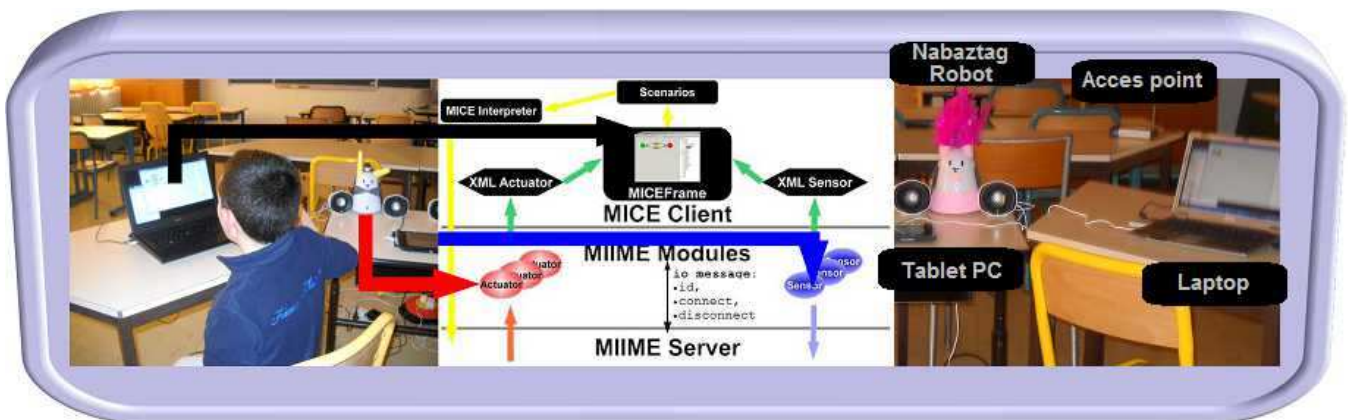 Nabaztag
Robot
Acces point
Scenarios
MICE Interpreter
XML Actuator
XML Sensor
MICEFrame
MICE Client
MIIME Modules
Actuator
Sensor
io message:
•id,
•connect,
•disconnect
Tablet PC
Laptop
MIIME Server